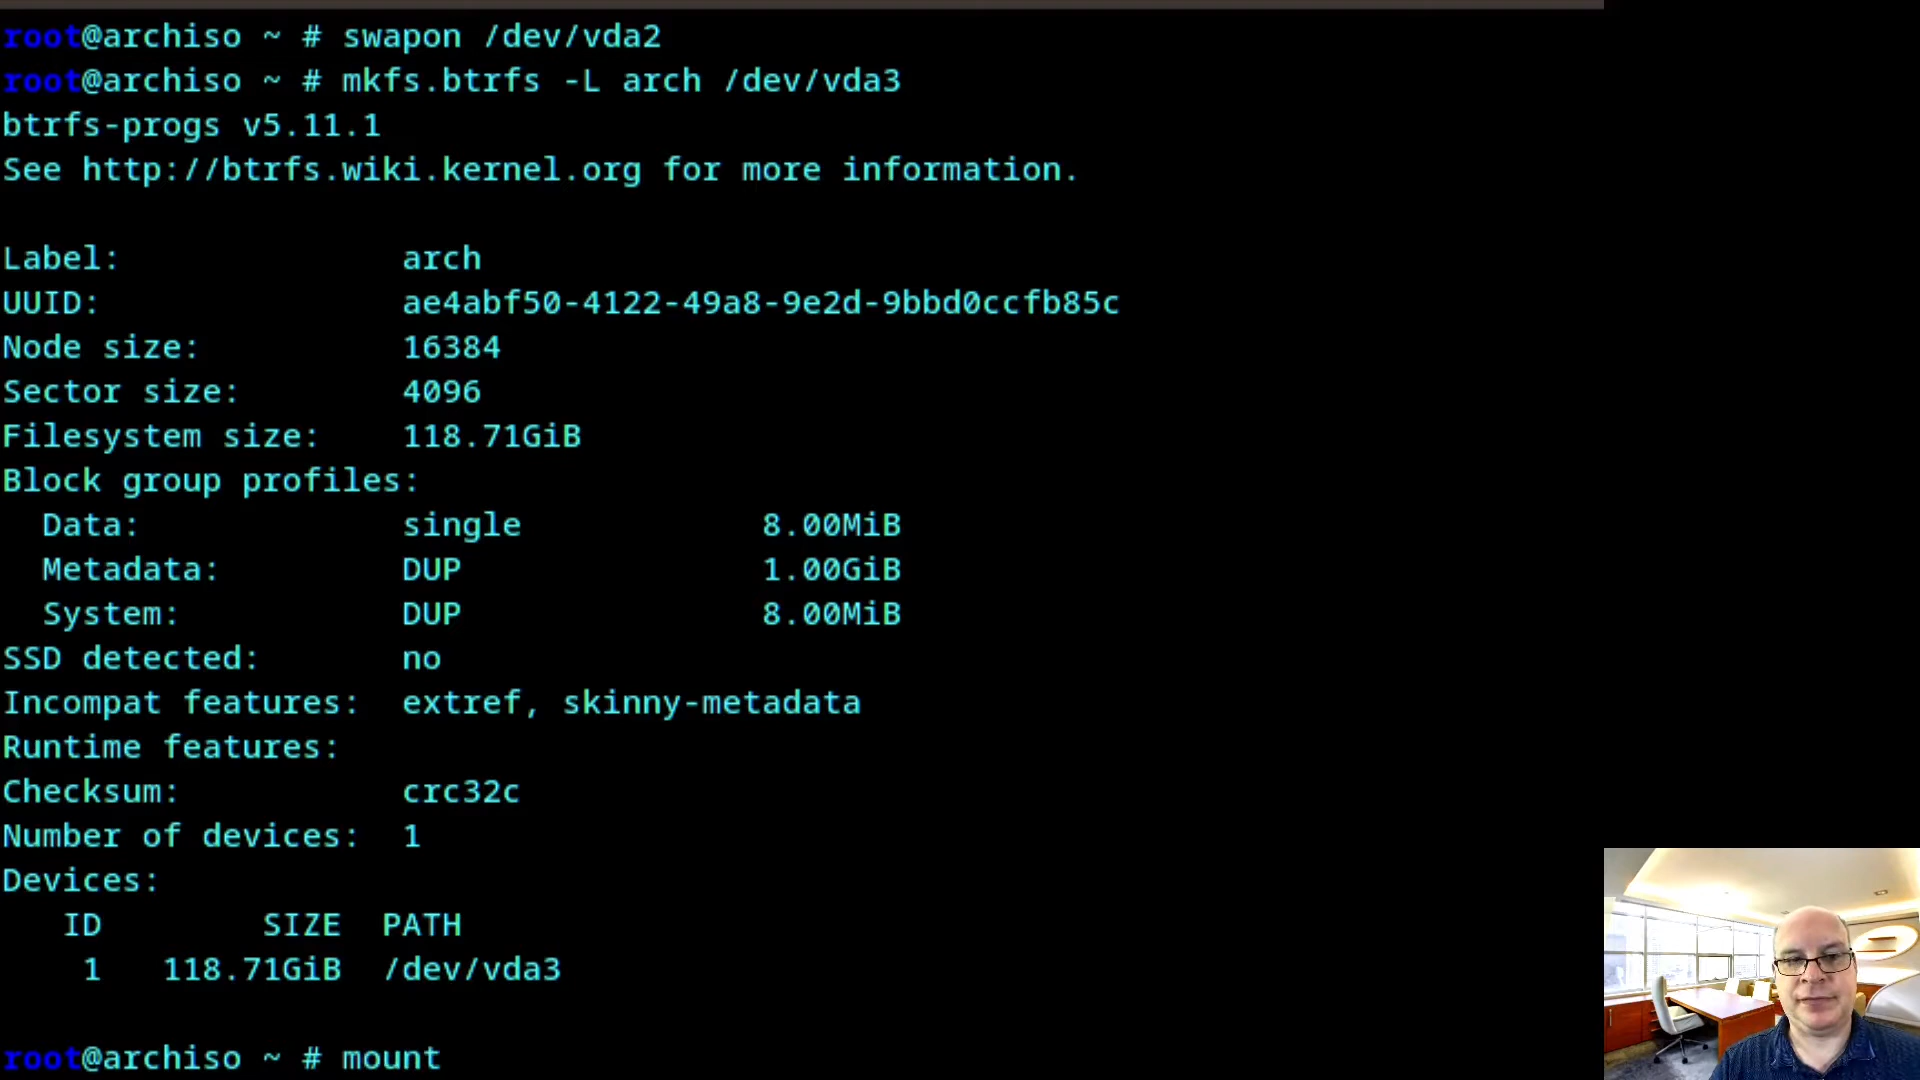 root@archiso ~ # swapon /dev/vda2
root@archiso ~ # mkfs.btrfs -L arch /dev/vda3
btrfs-progs v5.11.1
See http://btrfs.wiki.kernel.org for more information.
Label: arch
UUID: ae4abf50-4122-49a8-9e2d-9bbd0ccfb85c
Node size: 16384
Sector size: 4096
Filesystem size: 118.71GiB
Block group profiles:
Data: single 8.00MiB
Metadata: DUP 1.00GiB
System: DUP 8.00MiB
SSD detected: no
Incompat features: extref, skinny-metadata
Runtime features:
Checksum: crc32c
Number of devices: 1
Devices:
ID SIZE PATH
1 118.71GiB /dev/vda3
root@archiso ~ # mount